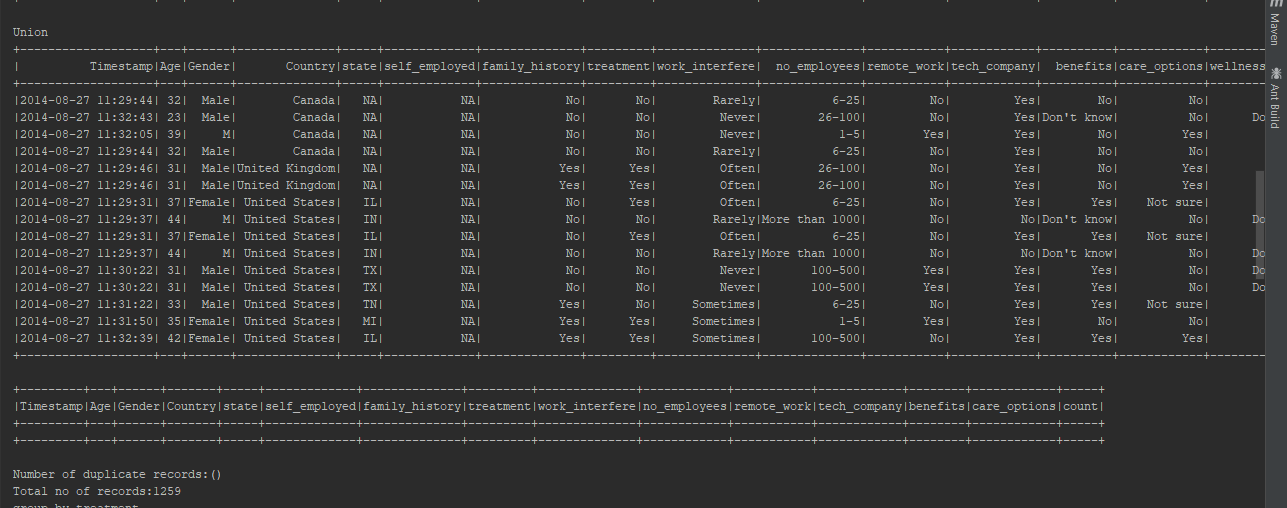 Union
+-------------------+---+------+--------------+-----+-------------+--------------+---------+--------------+--------------+-----------+------------+----------+------------+--------
|          Timestamp|Age|Gender|       Country|state|self_employed|family_history|treatment|work_interfere|  no_employees|remote_work|tech_company|  benefits|care_options|wellness
+-------------------+---+------+--------------+-----+-------------+--------------+---------+--------------+--------------+-----------+------------+----------+------------+--------
|2014-08-27 11:29:44| 32|  Male|        Canada|   NA|           NA|            No|       No|        Rarely|          6-25|         No|         Yes|        No|          No|
|2014-08-27 11:32:43| 23|  Male|        Canada|   NA|           NA|            No|       No|         Never|        26-100|         No|         Yes|Don't know|          No|      Do
|2014-08-27 11:32:05| 39|     M|        Canada|   NA|           NA|            No|       No|         Never|           1-5|        Yes|         Yes|        No|         Yes|
|2014-08-27 11:29:44| 32|  Male|        Canada|   NA|           NA|            No|       No|        Rarely|          6-25|         No|         Yes|        No|          No|
|2014-08-27 11:29:46| 31|  Male|United Kingdom|   NA|           NA|           Yes|      Yes|         Often|        26-100|         No|         Yes|        No|         Yes|
|2014-08-27 11:29:46| 31|  Male|United Kingdom|   NA|           NA|           Yes|      Yes|         Often|        26-100|         No|         Yes|        No|         Yes|
|2014-08-27 11:29:31| 37|Female| United States|   IL|           NA|            No|      Yes|         Often|          6-25|         No|         Yes|       Yes|    Not sure|
|2014-08-27 11:29:37| 44|     M| United States|   IN|           NA|            No|       No|        Rarely|More than 1000|         No|          No|Don't know|          No|      Do
|2014-08-27 11:29:31| 37|Female| United States|   IL|           NA|            No|      Yes|         Often|          6-25|         No|         Yes|       Yes|    Not sure|
|2014-08-27 11:29:37| 44|     M| United States|   IN|           NA|            No|       No|        Rarely|More than 1000|         No|          No|Don't know|          No|      Do
|2014-08-27 11:30:22| 31|  Male| United States|   TX|           NA|            No|       No|         Never|       100-500|        Yes|         Yes|       Yes|          No|      Do
|2014-08-27 11:30:22| 31|  Male| United States|   TX|           NA|            No|       No|         Never|       100-500|        Yes|         Yes|       Yes|          No|      Do
|2014-08-27 11:31:22| 33|  Male| United States|   TN|           NA|           Yes|       No|     Sometimes|          6-25|         No|         Yes|       Yes|    Not sure|
|2014-08-27 11:31:50| 35|Female| United States|   MI|           NA|           Yes|      Yes|     Sometimes|           1-5|        Yes|         Yes|        No|          No|
|2014-08-27 11:32:39| 42|Female| United States|   IL|           NA|           Yes|      Yes|     Sometimes|       100-500|         No|         Yes|       Yes|         Yes|
+-------------------+---+------+--------------+-----+-------------+--------------+---------+--------------+--------------+-----------+------------+----------+------------+--------
+---------+---+------+-------+-----+-------------+--------------+---------+--------------+------------+-----------+------------+--------+------------+-----+
|Timestamp|Age|Gender|Country|state|self_employed|family_history|treatment|work_interfere|no_employees|remote_work|tech_company|benefits|care_options|count|
+---------+---+------+-------+-----+-------------+--------------+---------+--------------+------------+-----------+------------+--------+------------+-----+
+---------+---+------+-------+-----+-------------+--------------+---------+--------------+------------+-----------+------------+--------+------------+-----+
Number of duplicate records:()
Total no of records:1259
group by treatment
Maven
Ant Build